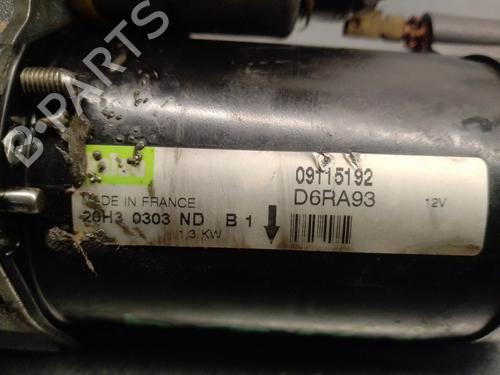 B-PARTS
09115192
MADE IN FRANCE D6RA93 12V
26H3 0303 ND B 1
1,3 KW